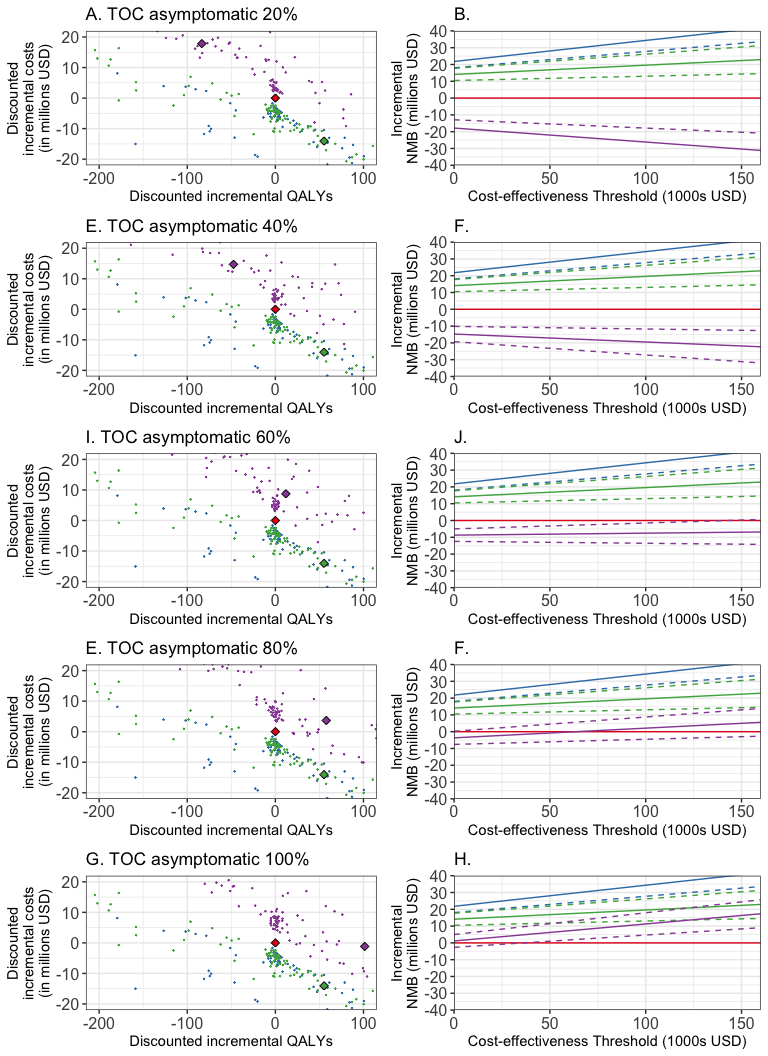 A. TOC asymptomatic 20%
B.
Discounted
incremental costs
(in millions USD)
20
10
0
-10
-20
-200
-100
0
100
Discounted incremental QALYs
Incremental
NMB (millions USD)
40
30
20
10
0
-10
-20
-30
-40
0
50
100
150
Cost-effectiveness Threshold (1000s USD)
E. TOC asymptomatic 40%
F.
Discounted
incremental costs
(in millions USD)
20
10
0
-10
-20
-200
-100
0
100
Discounted incremental QALYs
Incremental
NMB (millions USD)
40
30
20
10
0
-10
-20
-30
-40
0
50
100
150
Cost-effectiveness Threshold (1000s USD)
I. TOC asymptomatic 60%
J.
Discounted
incremental costs
(in millions USD)
20
10
0
-10
-20
-200
-100
0
100
Discounted incremental QALYs
Incremental
NMB (millions USD)
40
30
20
10
0
-10
-20
-30
-40
0
50
100
150
Cost-effectiveness Threshold (1000s USD)
E. TOC asymptomatic 80%
F.
Discounted
incremental costs
(in millions USD)
20
10
0
-10
-20
-200
-100
0
100
Discounted incremental QALYs
Incremental
NMB (millions USD)
40
30
20
10
0
-10
-20
-30
-40
0
50
100
150
Cost-effectiveness Threshold (1000s USD)
G. TOC asymptomatic 100%
H.
Discounted
incremental costs
(in millions USD)
20
10
0
-10
-20
-200
-100
0
100
Discounted incremental QALYs
Incremental
NMB (millions USD)
40
30
20
10
0
-10
-20
-30
-40
0
50
100
150
Cost-effectiveness Threshold (1000s USD)